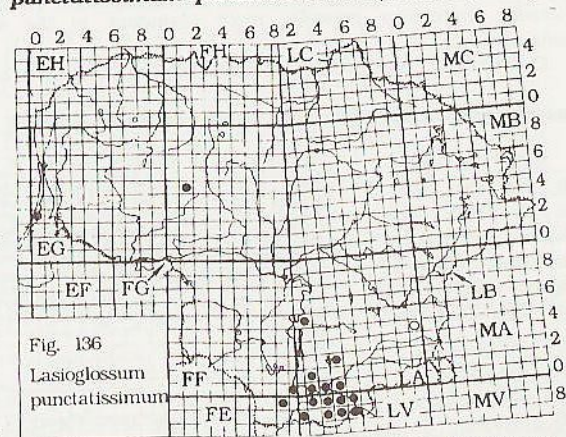 punctatissimum
0 2 4 6 8 0 2 4 6 8 2 4 6 8 0 2 4 6 8
EH FH LC MC 4
2
0
MB 8
6
4
2
EG 0
EF FG 8
LB 6
MA 4
Fig. 136 2
Lasioglossum FF LA 0
punctatissimum FE LV MV 8